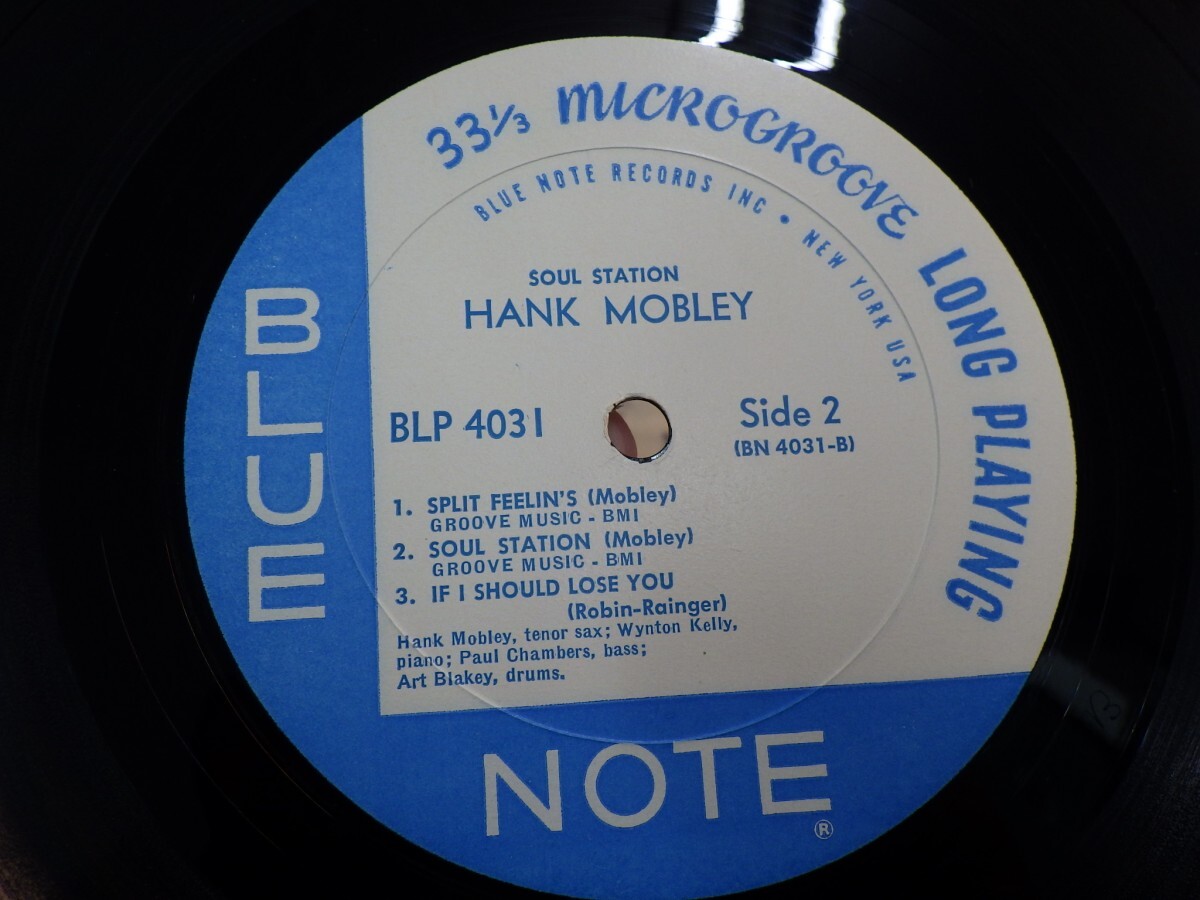 33⅓ MICROGROOVE LONG PLAYING
BLUE NOTE RECORDS INC • NEW YORK USA
SOUL STATION
HANK MOBLEY
BLP 4031
Side 2
(BN 4031-B)
1. SPLIT FEELIN'S (Mobley)
GROOVE MUSIC - BMI
2. SOUL STATION (Mobley)
GROOVE MUSIC - BMI
3. IF I SHOULD LOSE YOU
(Robin-Rainger)
Hank Mobley, tenor sax; Wynton Kelly,
piano; Paul Chambers, bass;
Art Blakey, drums.
BLUE
NOTE
®